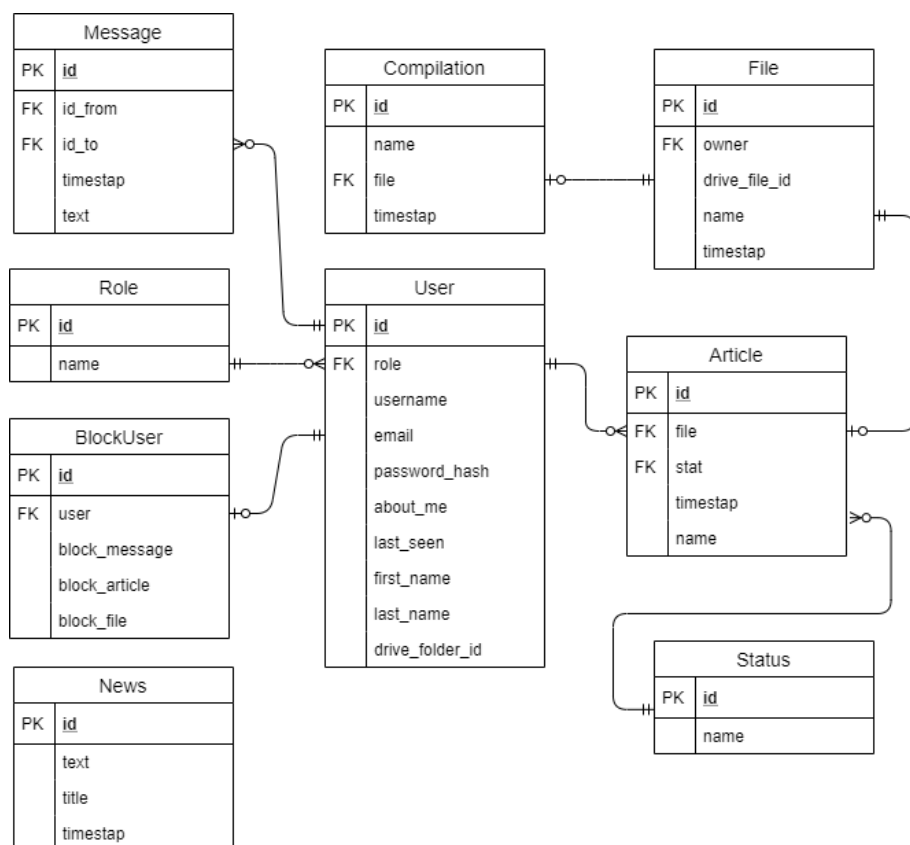 Message
PK id
FK id_from
FK id_to
timestap
text
Compilation
PK id
name
FK file
timestap
File
PK id
FK owner
drive_file_id
name
timestap
Role
PK id
name
User
PK id
FK role
username
email
password_hash
about_me
last_seen
first_name
last_name
drive_folder_id
Article
PK id
FK file
FK stat
timestap
name
BlockUser
PK id
FK user
block_message
block_article
block_file
Status
PK id
name
News
PK id
text
title
timestap